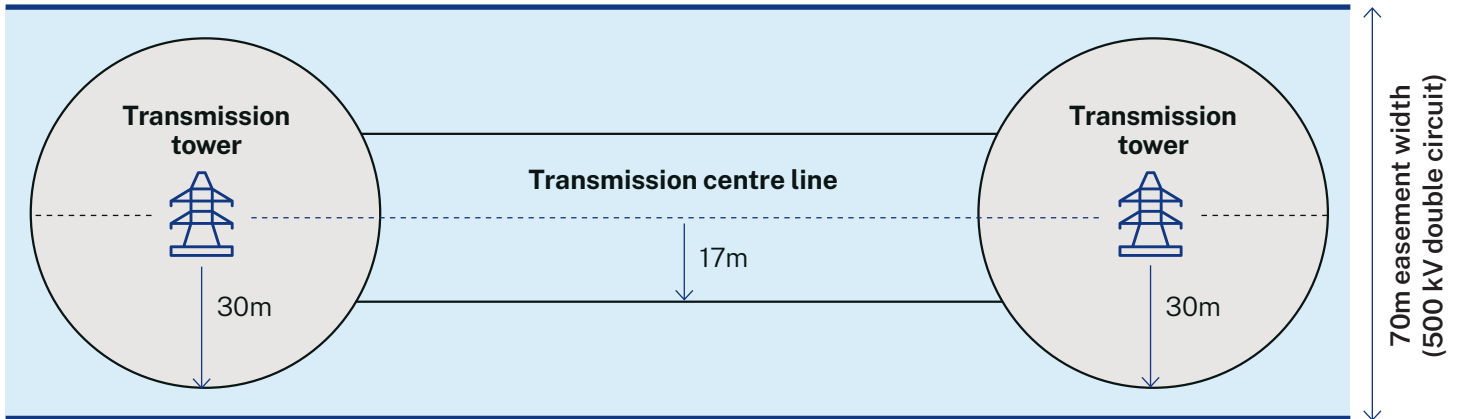 Transmission
tower
Transmission centre line
17m
30m
Transmission
tower
30m
70m easement width
(500 kV double circuit)